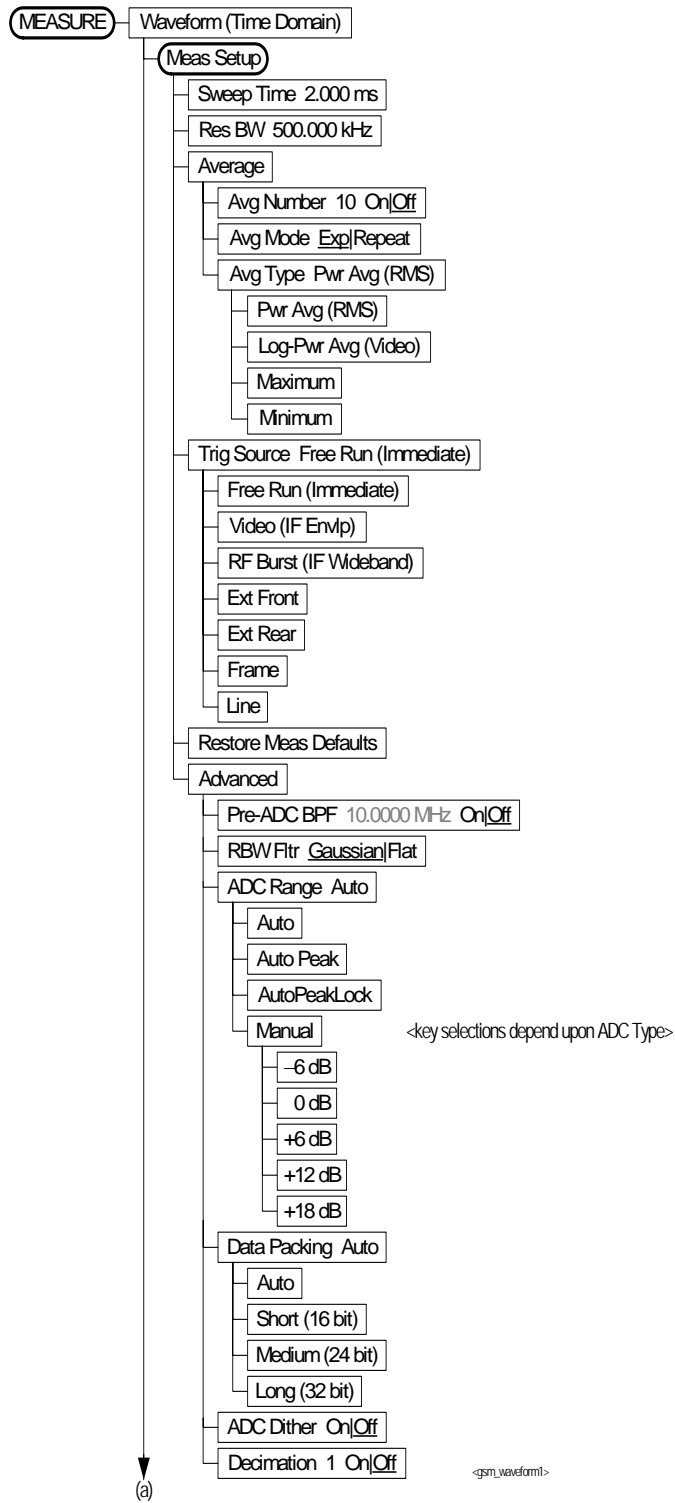 MEASURE Waveform (Time Domain)
Meas Setup
Sweep Time 2.000 ms
Res BW 500.000 kHz
Average
Avg Number 10 On|Off
Avg Mode Exp|Repeat
Avg Type Pwr Avg (RMS)
Pwr Avg (RMS)
Log-Pwr Avg (Video)
Maximum
Minimum
Trig Source Free Run (Immediate)
Free Run (Immediate)
Video (IF Envlp)
RF Burst (IF Wideband)
Ext Front
Ext Rear
Frame
Line
Restore Meas Defaults
Advanced
Pre-ADC BPF 10.0000 MHz On|Off
RBW Fltr Gaussian|Flat
ADC Range Auto
Auto
Auto Peak
AutoPeakLock
Manual <key selections depend upon ADC Type>
–6 dB
0 dB
+6 dB
+12 dB
+18 dB
Data Packing Auto
Auto
Short (16 bit)
Medium (24 bit)
Long (32 bit)
ADC Dither On|Off
Decimation 1 On|Off <gsm_waveform1>
(a)